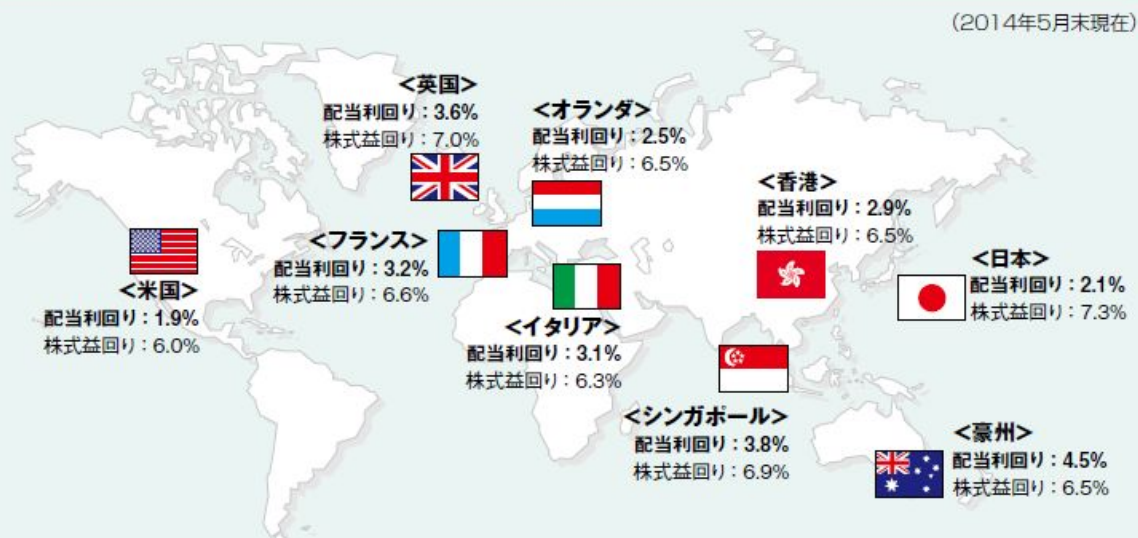 (2014年5月末現在)
<英国>
配当利回り：3.6%
株式益回り：7.0%
<オランダ>
配当利回り：2.5%
株式益回り：6.5%
<香港>
配当利回り：2.9%
株式益回り：6.5%
<フランス>
配当利回り：3.2%
株式益回り：6.6%
<日本>
配当利回り：2.1%
株式益回り：7.3%
<米国>
配当利回り：1.9%
株式益回り：6.0%
<イタリア>
配当利回り：3.1%
株式益回り：6.3%
<シンガポール>
配当利回り：3.8%
株式益回り：6.9%
<豪州>
配当利回り：4.5%
株式益回り：6.5%